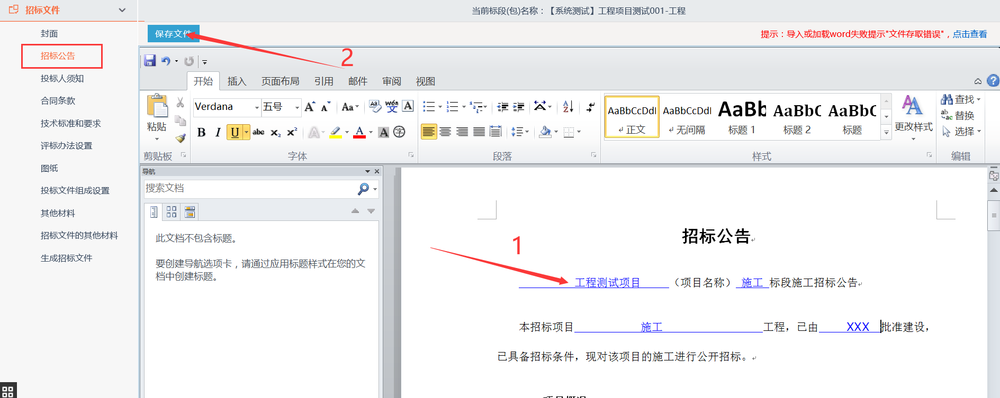 招标文件
当前标段(包)名称：【系统测试】工程项目测试001-工程
封面
招标公告
投标人须知
合同条款
技术标准和要求
评标办法设置
图纸
投标文件组成设置
其他材料
招标文件的其他材料
生成招标文件
保存文件
提示：导入或加载word失败提示"文件存取错误"，点击查看
2
开始 插入 页面布局 引用 邮件 审阅 视图
粘贴
剪贴板
Verdana 五号
Aa
wén 文 A
B I U abc x₂ x²
A A 字
字体
A Z
段落
AaBbCcDdI AaBbCcDdI AaBb AaBbC AaBbC
↲ 正文 ↲ 无间隔 标题 1 标题 2 标题
更改样式
样式
查找
替换
选择
编辑
导航
搜索文档
此文档不包含标题。
要创建导航选项卡，请通过应用标题样式在您的文
档中创建标题。
招标公告
1
工程测试项目 （项目名称） 施工 标段施工招标公告
本招标项目 施工 工程，已由 XXX 批准建设，
已具备招标条件，现对该项目的施工进行公开招标。